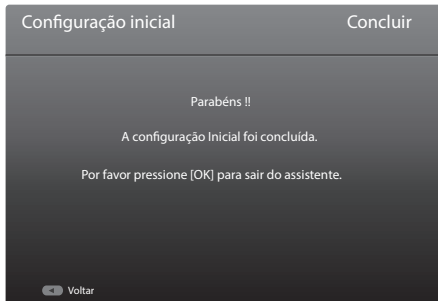 Configuração inicial Concluir
Parabéns !!
A configuração Inicial foi concluída.
Por favor pressione [OK] para sair do assistente.
Voltar